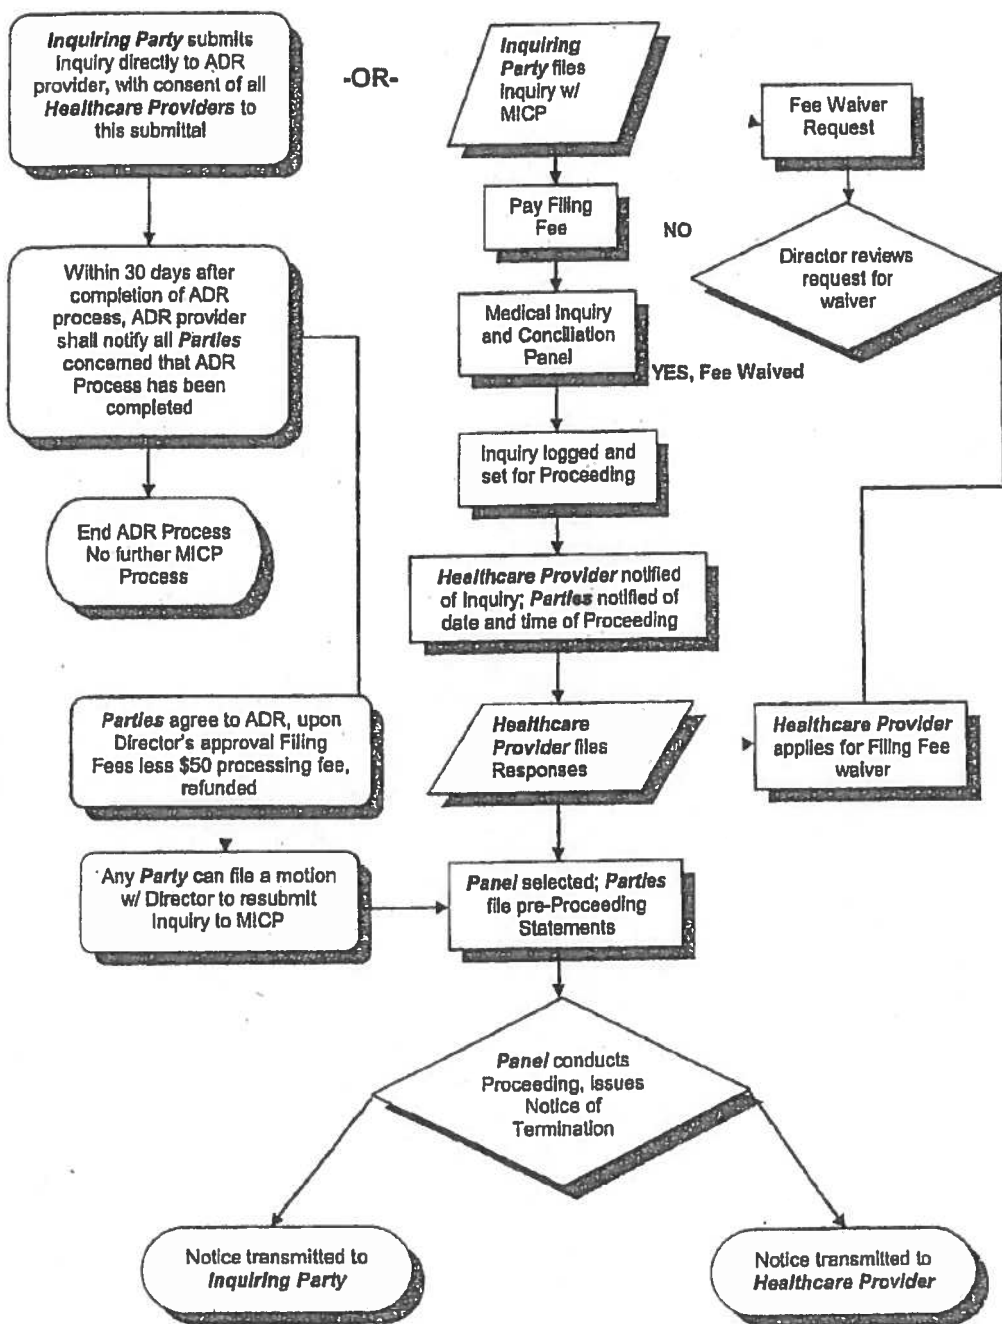 Inquiring Party submits
Inquiry directly to ADR
provider, with consent of all
Healthcare Providers to
this submittal
-OR-
Inquiring
Party files
Inquiry w/
MICP
Fee Waiver
Request
Pay Filing
Fee
NO
Director reviews
request for
waiver
Within 30 days after
completion of ADR
process, ADR provider
shall notify all Parties
concerned that ADR
Process has been
completed
Medical Inquiry
and Conciliation
Panel
YES, Fee Waived
Inquiry logged and
set for Proceeding
End ADR Process
No further MICP
Process
Healthcare Provider notified
of Inquiry; Parties notified of
date and time of Proceeding
Parties agree to ADR, upon
Director's approval Filing
Fees less $50 processing fee,
refunded
Healthcare
Provider files
Responses
Healthcare Provider
applies for Filing Fee
waiver
Any Party can file a motion
w/ Director to resubmit
Inquiry to MICP
Panel selected; Parties
file pre-Proceeding
Statements
Panel conducts
Proceeding, Issues
Notice of
Termination
Notice transmitted to
Inquiring Party
Notice transmitted to
Healthcare Provider